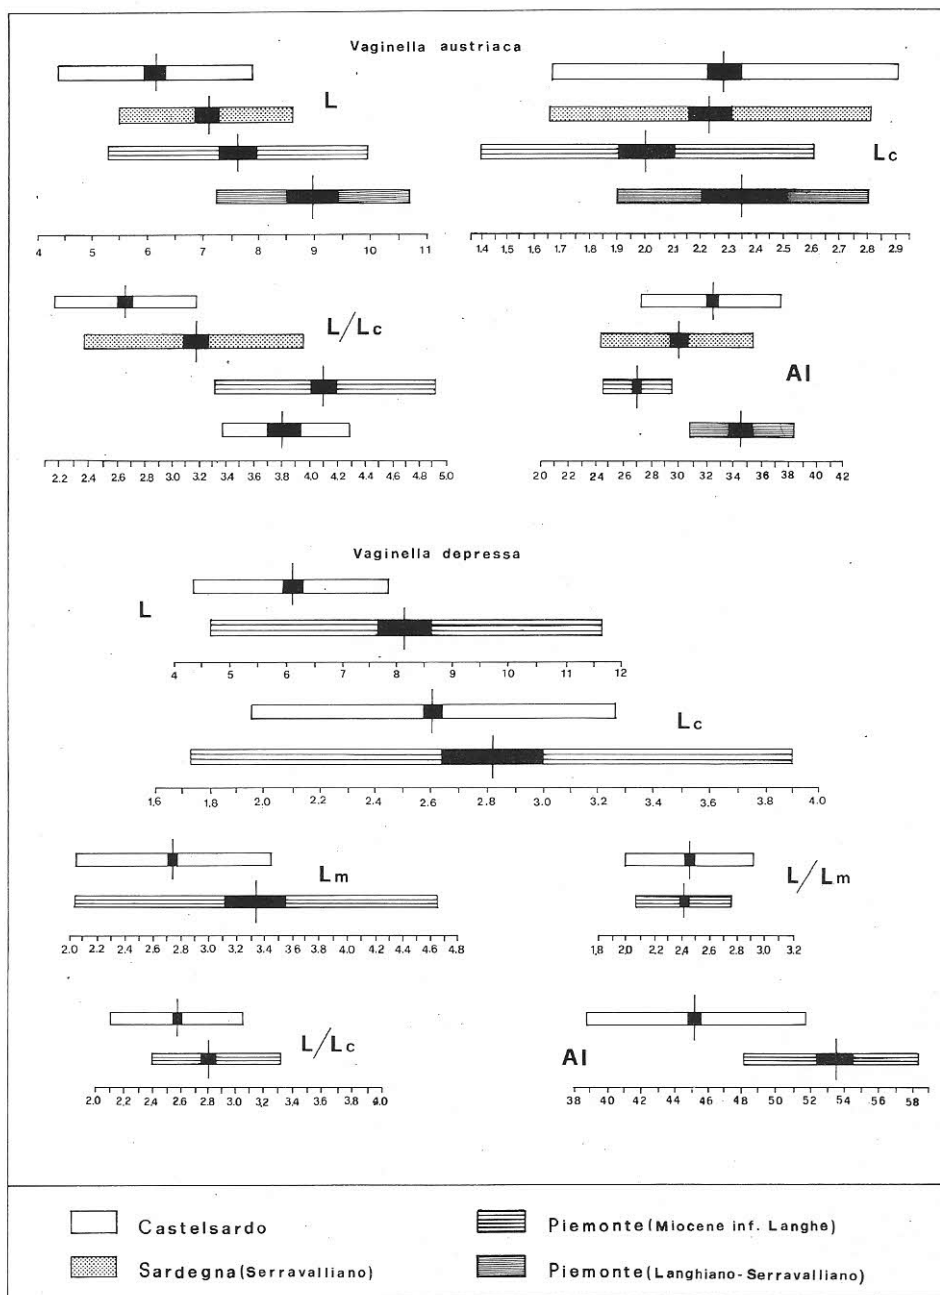 Vaginella austriaca
L
Lc
4 5 6 7 8 9 10 11
1.4 1.5 1.6 1.7 1.8 1.9 2.0 2.1 2.2 2.3 2.4 2.5 2.6 2.7 2.8 2.9
L/Lc
Al
2.2 2.4 2.6 2.8 3.0 3.2 3.4 3.6 3.8 4.0 4.2 4.4 4.6 4.8 5.0
20 22 24 26 28 30 32 34 36 38 40 42
Vaginella depressa
L
4 5 6 7 8 9 10 11 12
Lc
1.6 1.8 2.0 2.2 2.4 2.6 2.8 3.0 3.2 3.4 3.6 3.8 4.0
Lm
L/Lm
2.0 2.2 2.4 2.6 2.8 3.0 3.2 3.4 3.6 3.8 4.0 4.2 4.4 4.6 4.8
1.8 2.0 2.2 2.4 2.6 2.8 3.0 3.2
L/Lc
Al
2.0 2.2 2.4 2.6 2.8 3.0 3.2 3.4 3.6 3.8 4.0
38 40 42 44 46 48 50 52 54 56 58
Castelsardo
Piemonte (Miocene inf. Langhe)
Sardegna (Serravalliano)
Piemonte (Langhiano-Serravalliano)